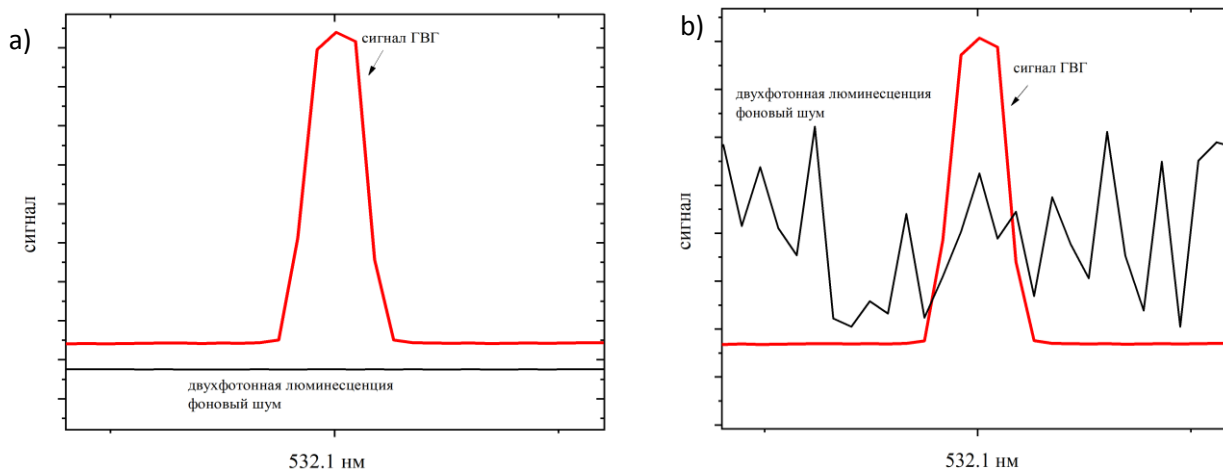 a)
сигнал ГВГ
сигнал
двухфотонная люминесценция
фоновый шум
532.1 нм
b)
двухфотонная люминесценция
фоновый шум
сигнал ГВГ
сигнал
532.1 нм